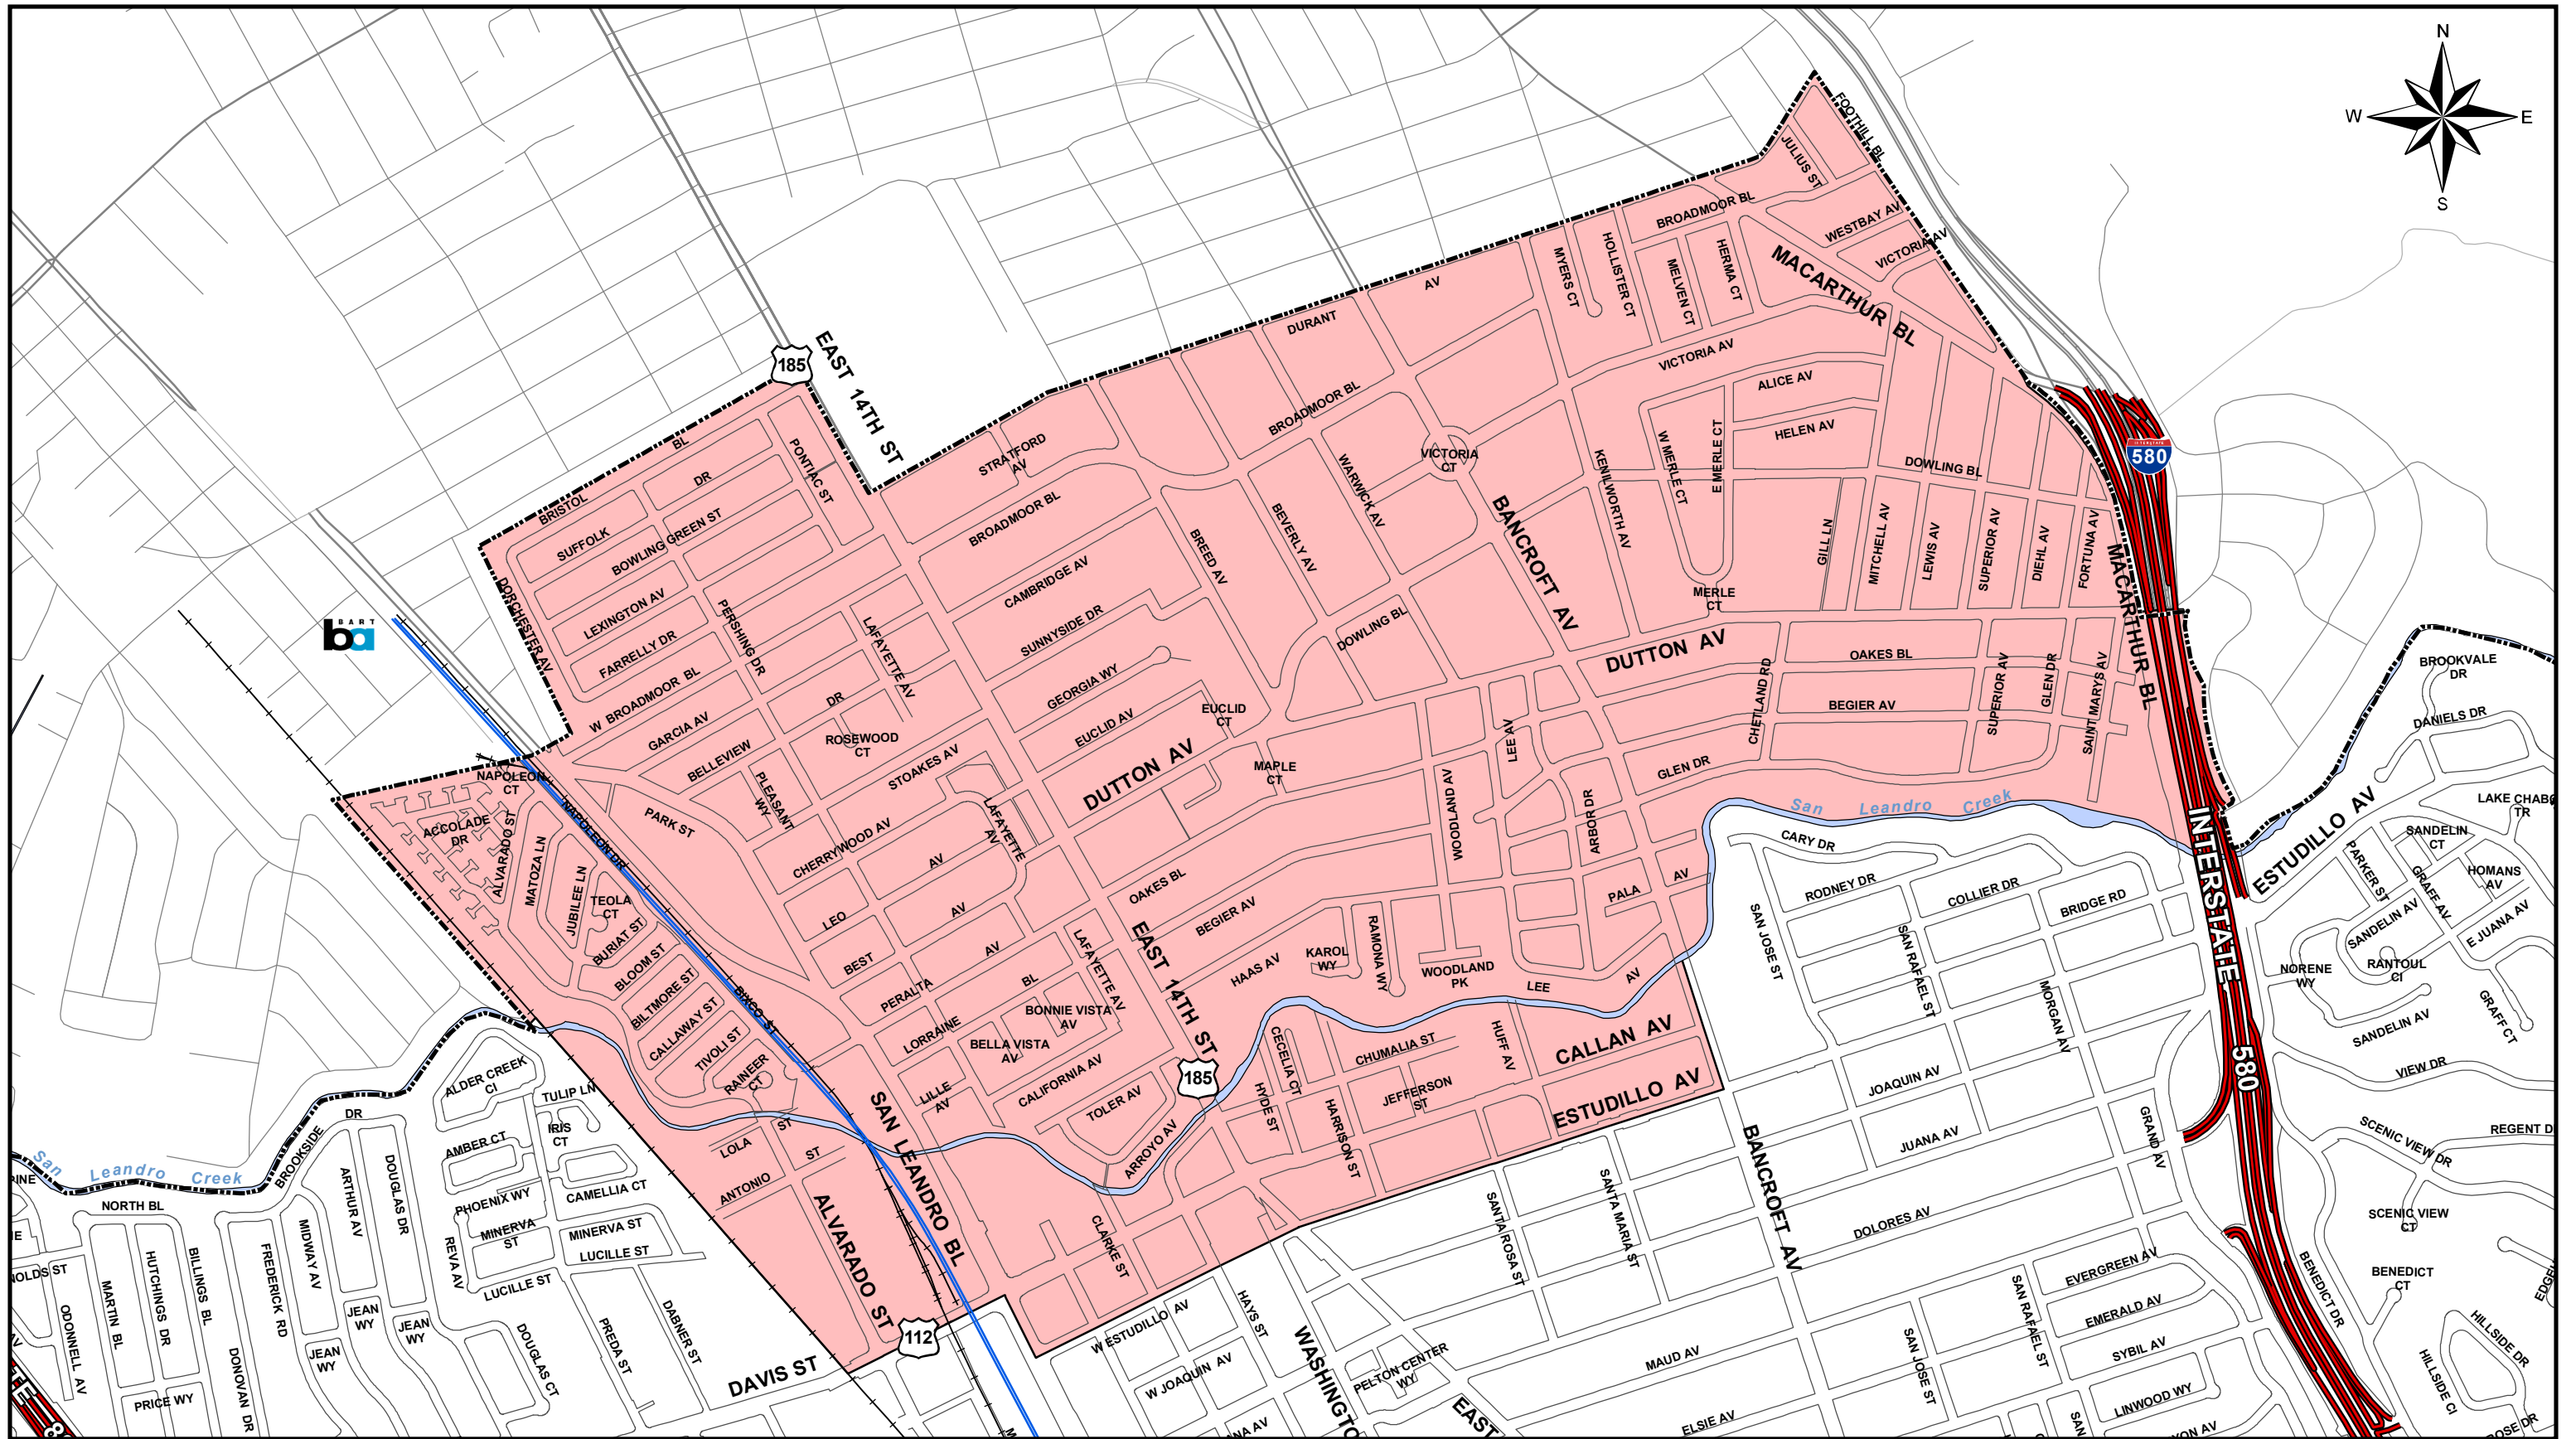 N
W
E
S
FOOTHILL BL
JULIUS ST
BROADMOOR BL
WESTBAY AV
VICTORIA AV
MACARTHUR BL
HERMA CT
MELVEN CT
HOLLISTER CT
MYERS CT
AV
DURANT
VICTORIA AV
ALICE AV
HELEN AV
BROADMOOR BL
185
EAST 14TH ST
STRATFORD
AV
VICTORIA
CT
WARWICK AV
KENILWORTH AV
W MERLE CT
E MERLE CT
DOWLING BL
580
BL
BRISTOL
DR
SUFFOLK
PONTIAC ST
BOWLING GREEN ST
BROADMOOR BL
BEVERLY AV
BREED AV
BANCROFT AV
GILL LN
MITCHELL AV
LEWIS AV
SUPERIOR AV
DIEHL AV
FORTUNA AV
MACARTHUR BL
DORCHESTER AV
LEXINGTON AV
FARRELLY DR
PERSHING DR
LAFAYETTE AV
CAMBRIDGE AV
SUNNYSIDE DR
MERLE
CT
DOWLING BL
DUTTON AV
BART
ba
W BROADMOOR BL
GARCIA AV
DR
BELLEVIEW
ROSEWOOD
CT
GEORGIA WY
EUCLID AV
EUCLID
CT
OAKES BL
BEGIER AV
CHETLAND RD
SUPERIOR AV
GLEN DR
SAINT MARYS AV
BROOKVALE
DR
DANIELS DR
LEE AV
GLEN DR
STOAKES AV
DUTTON AV
MAPLE
CT
NAPOLEON
CT
NAPOLEON DR
PARK ST
PLEASANT
WY
CHERRYWOOD AV
LAFAYETTE
AV
WOODLAND AV
ARBOR DR
San Leandro Creek
ESTUDILLO AV
SANDELIN
CT
HOMANS
AV
PARKER ST
GRAFF AV
SANDELIN AV
E JUANA AV
ACCOLADE
DR
ALVARADO ST
MATOZA LN
JUBILEE LN
TEOLA
CT
BURIAT ST
BLOOM ST
BILTMORE ST
CALLAWAY ST
TIVOLI ST
RAINEER
CT
BIXCO ST
LEO
AV
BEST
AV
PERALTA
AV
LORRAINE
BL
OAKES BL
BEGIER AV
EAST 14TH ST
HAAS AV
KAROL
WY
RAMONA WY
WOODLAND
PK
LEE
AV
PALA
AV
CARY DR
RODNEY DR
COLLIER DR
BRIDGE RD
SAN JOSE ST
SAN RAFAEL ST
MORGAN AV
INTERSTATE 580
NORENE
WY
RANTOUL
CI
GRAFF CT
SANDELIN AV
VIEW DR
LAFAYETTE AV
BONNIE VISTA
AV
BELLA VISTA
AV
CALIFORNIA AV
LILLE
AV
TOLER AV
185
ARROYO AV
CECELIA CT
HYDE ST
HARRISON ST
CHUMALIA ST
JEFFERSON
ST
HUFF AV
CALLAN AV
ESTUDILLO AV
JOAQUIN AV
JUANA AV
GRAND AV
SCENIC VIEW DR
SCENIC VIEW
CT
BENEDICT
CT
BENEDICT DR
HILLSIDE DR
HILLSIDE CI
ALDER CREEK
CI
TULIP LN
IRIS
CT
AMBER CT
CAMELLIA CT
PHOENIX WY
MINERVA
ST
MINERVA ST
LUCILLE ST
LUCILLE ST
REVA AV
DOUGLAS CT
PREDA ST
DABNER ST
DAVIS ST
112
LOLA
ST
ANTONIO
ST
ALVARADO ST
SAN LEANDRO BL
CLARKE ST
San Leandro Creek
BROOKSIDE
DR
NORTH BL
ARTHUR AV
DOUGLAS DR
MIDWAY AV
FREDERICK RD
BILLINGS BL
HUTCHINGS DR
MARTIN BL
ODONNELL AV
JEAN
WY
JEAN
WY
JEAN
WY
DONOVAN DR
PRICE WY
W ESTUDILLO AV
W JOAQUIN AV
HAYS ST
PELTON CENTER
WY
SANTA ROSA ST
SANTA MARIA ST
BANCROFT AV
DOLORES AV
MAUD AV
ELSIE AV
EAST
SAN JOSE ST
SAN RAFAEL ST
EVERGREEN AV
EMERALD AV
SYBIL AV
LINWOOD WY
SAN